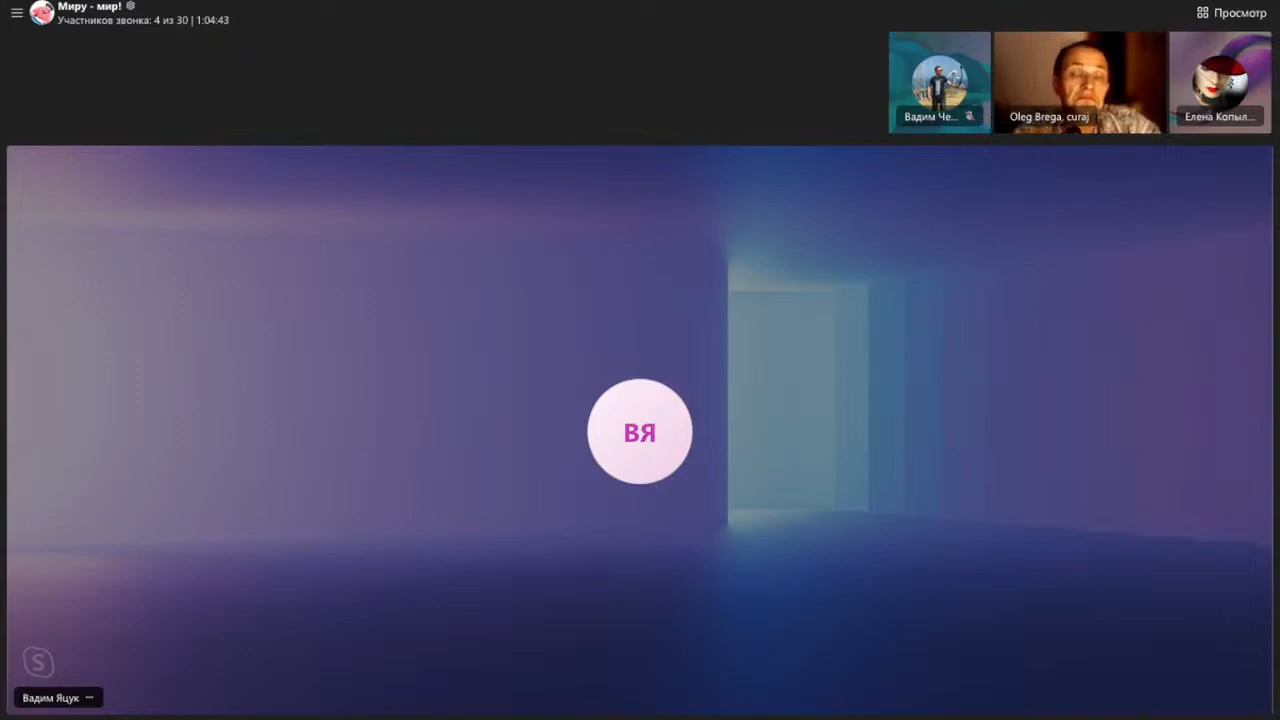 Миру - мир!
Участников звонка: 4 из 30 | 1:04:43
Просмотр
Вадим Че...
Oleg Brega, curaj
Елена Копыл...
ВЯ
S
Вадим Яцук ...